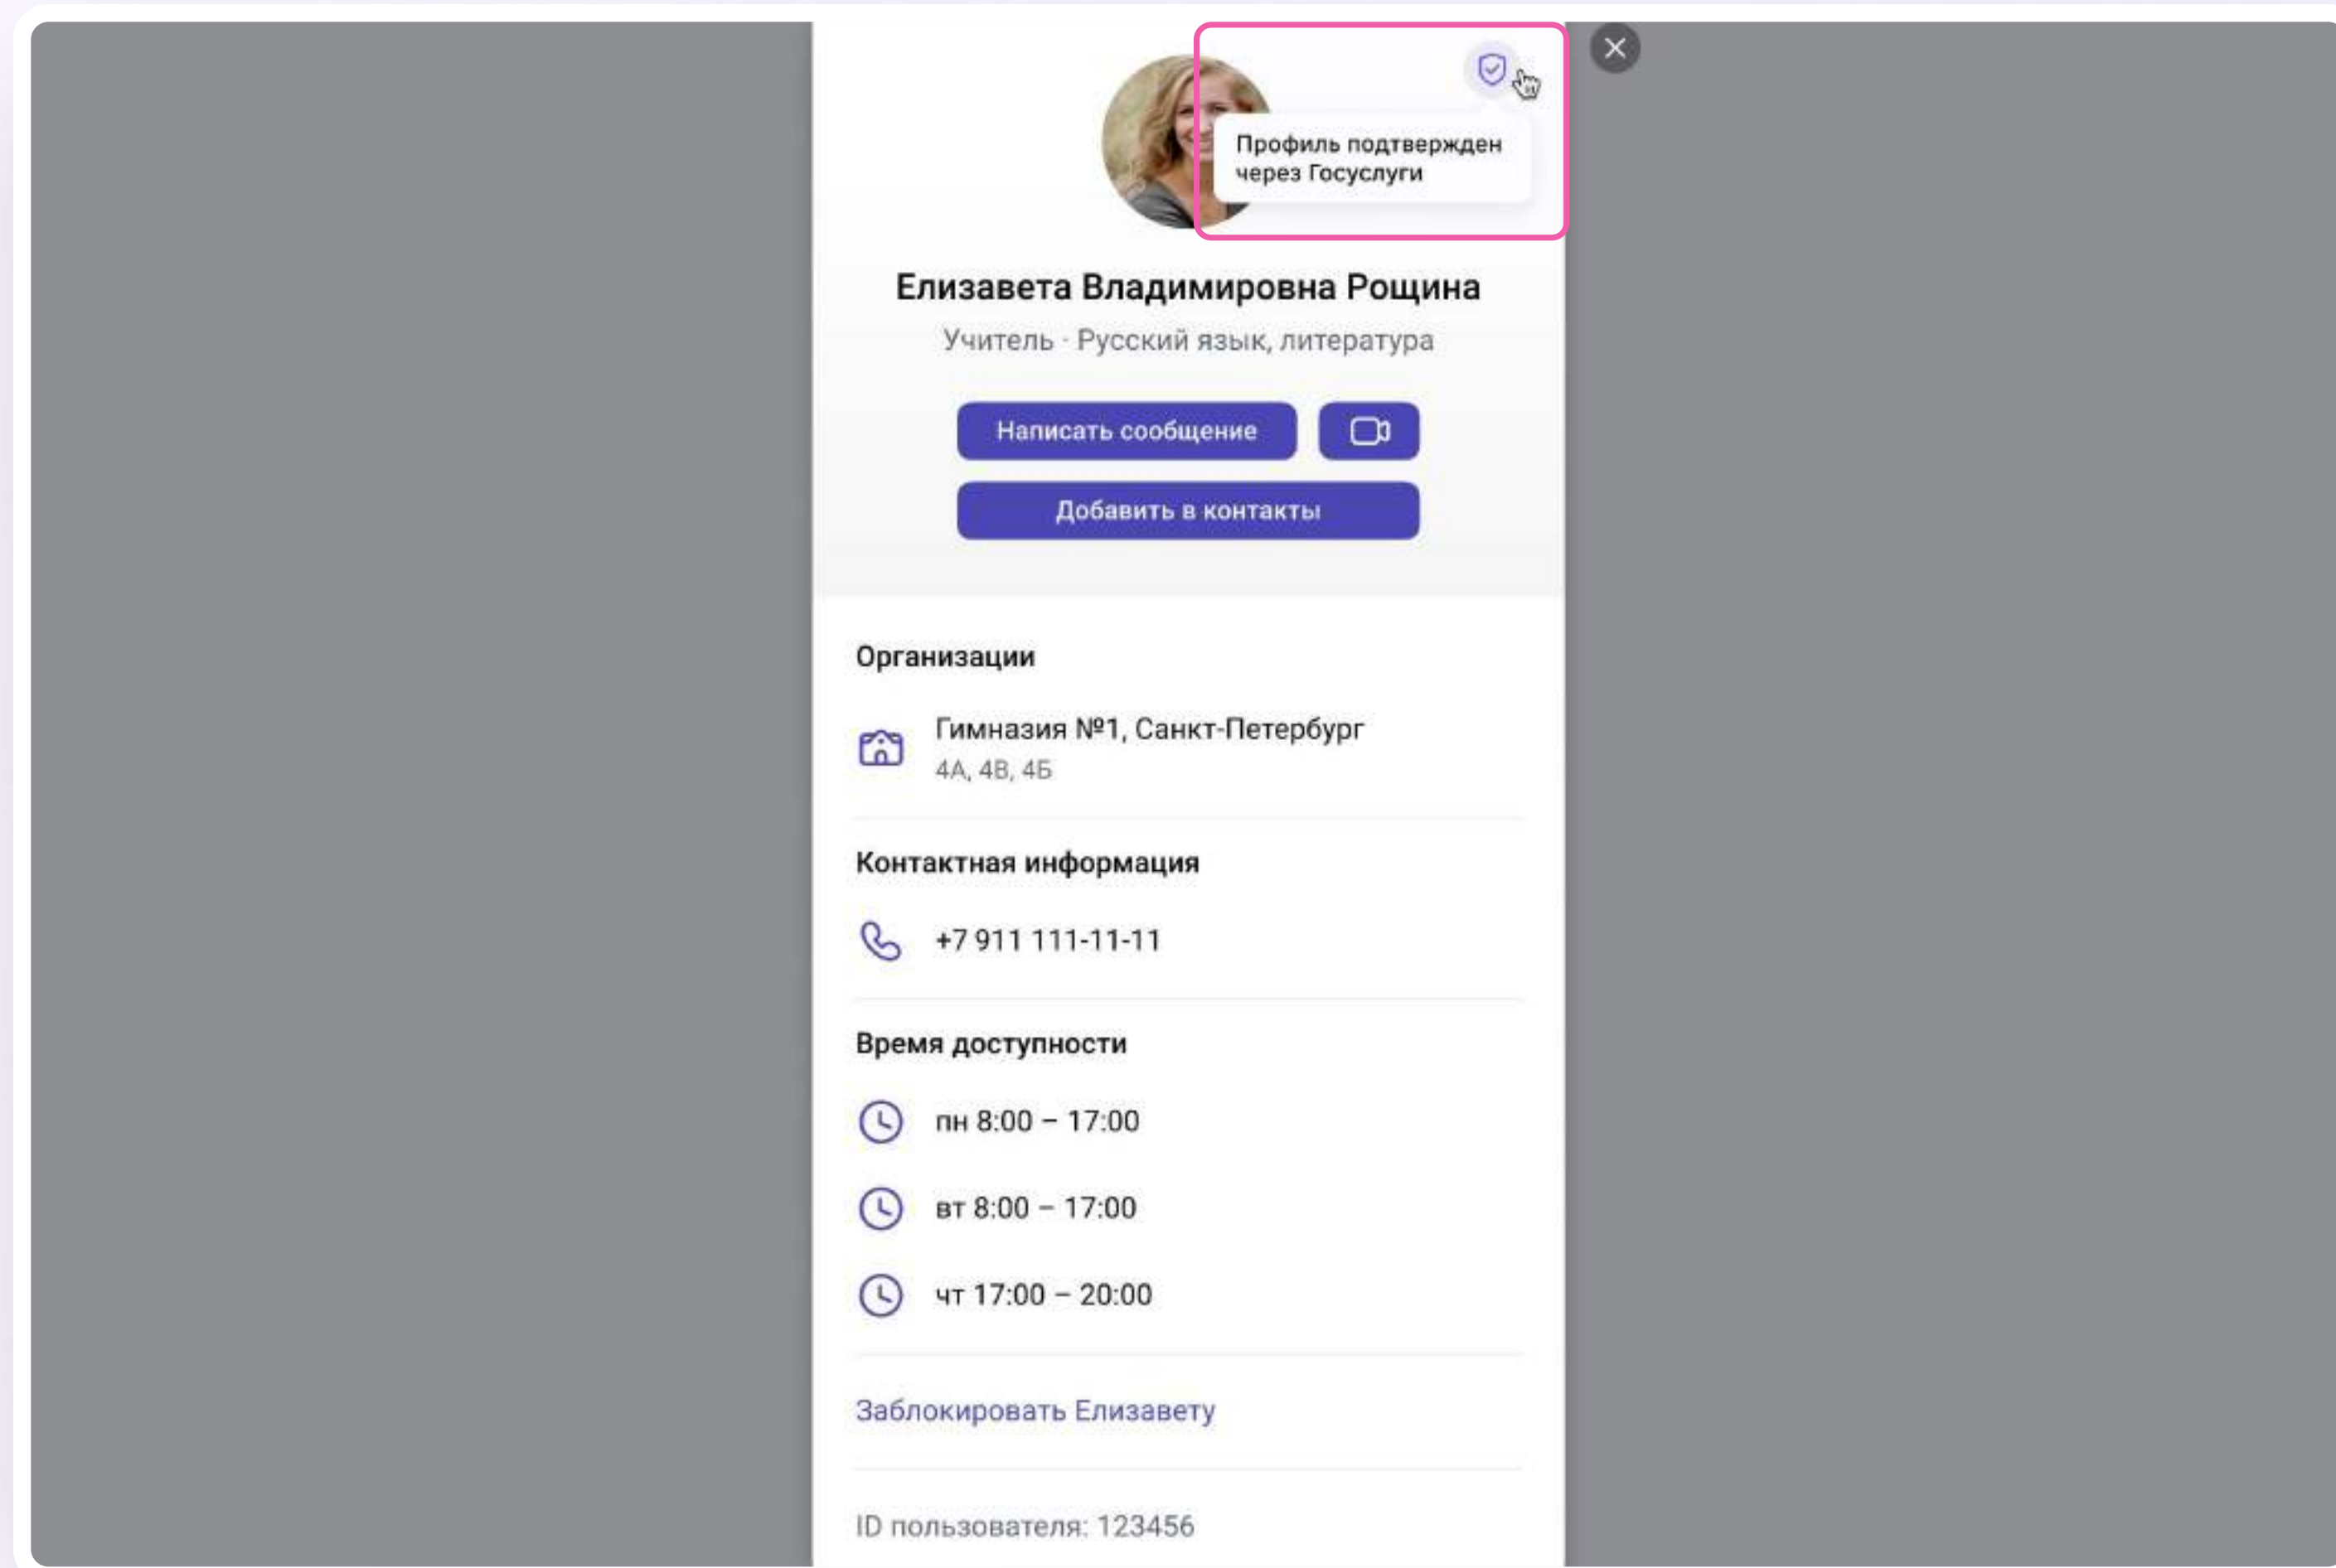 Профиль подтвержден
через Госуслуги
Елизавета Владимировна Рощина
Учитель · Русский язык, литература
Написать сообщение
Добавить в контакты
Организации
Гимназия №1, Санкт-Петербург
4А, 4В, 4Б
Контактная информация
+7 911 111-11-11
Время доступности
пн 8:00 – 17:00
вт 8:00 – 17:00
чт 17:00 – 20:00
Заблокировать Елизавету
ID пользователя: 123456